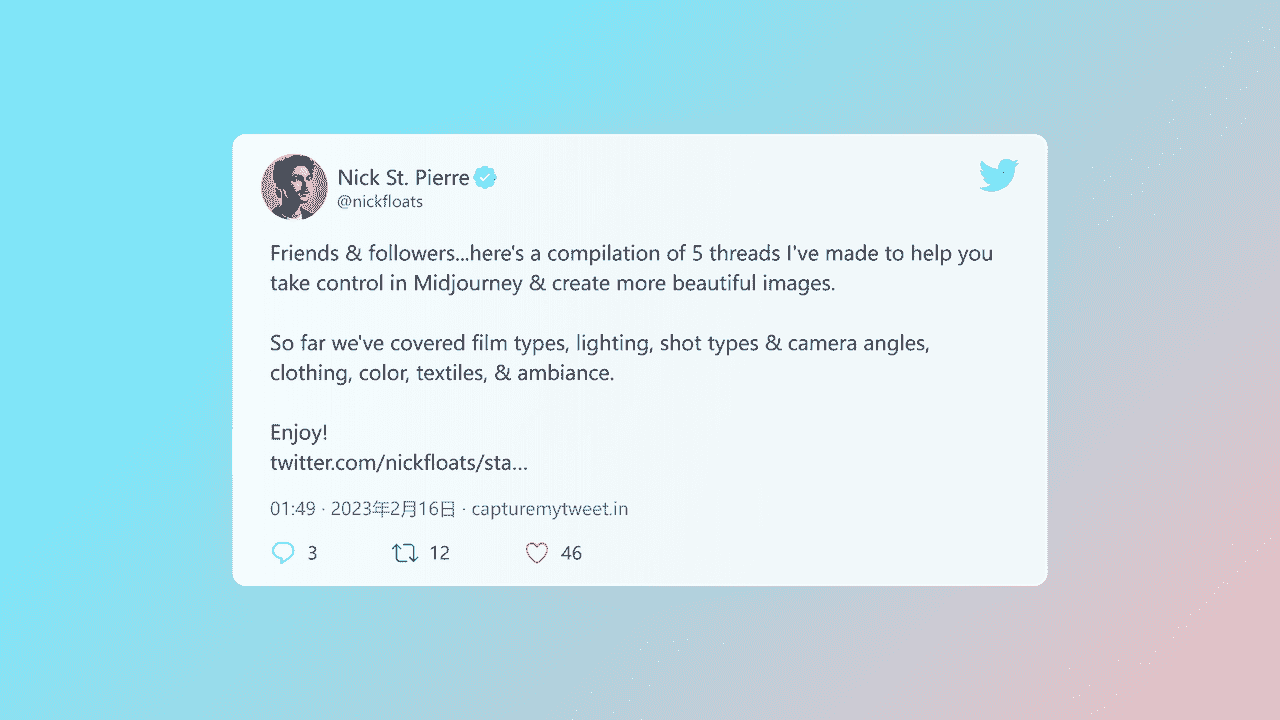 Nick St. Pierre
@nickfloats
Friends & followers...here's a compilation of 5 threads I've made to help you
take control in Midjourney & create more beautiful images.
So far we've covered film types, lighting, shot types & camera angles,
clothing, color, textiles, & ambiance.
Enjoy!
twitter.com/nickfloats/sta...
01:49 · 2023年2月16日 · capturemytweet.in
3 12 46